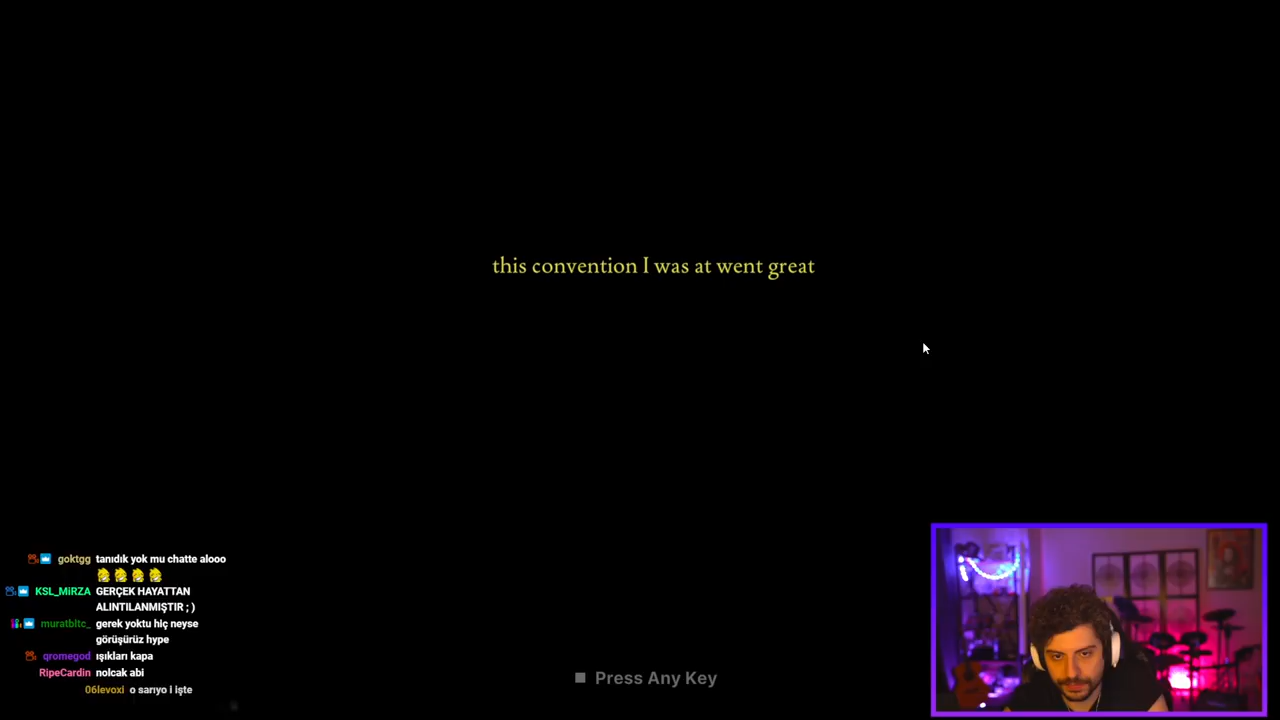 this convention I was at went great
goktgg tanıdık yok mu chatte alooo
KSL_MiRZA GERÇEK HAYATTAN
ALINTILANMIŞTIR ; )
muratbltc_ gerek yoktu hlç neyse
görüşürüz hype
qromegod ışıkları kapa
RipeCardin nolcak abi
06levoxi o sarıyo i işte
Press Any Key